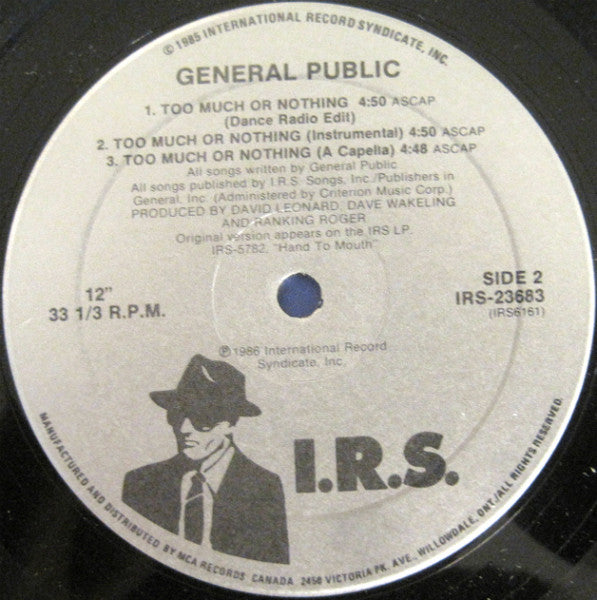 ©1985 INTERNATIONAL RECORD SYNDICATE, INC.
GENERAL PUBLIC
1. TOO MUCH OR NOTHING 4:50 ASCAP
(Dance Radio Edit)
2. TOO MUCH OR NOTHING (Instrumental) 4:50 ASCAP
3. TOO MUCH OR NOTHING (A Capella) 4:48 ASCAP
All songs written by General Public
All songs published by I.R.S. Songs, Inc./Publishers in
General, Inc. (Administered by Criterion Music Corp.)
PRODUCED BY DAVID LEONARD, DAVE WAKELING
AND RANKING ROGER
Original version appears on the IRS LP.
IRS-5782, "Hand To Mouth"
12"
33 1/3 R.P.M.
SIDE 2
IRS-23683
(IRS6161)
℗1986 International Record
Syndicate, Inc.
I.R.S.
MANUFACTURED AND DISTRIBUTED BY MCA RECORDS CANADA 2450 VICTORIA PK. AVE., WILLOWDALE, ONT./ALL RIGHTS RESERVED.